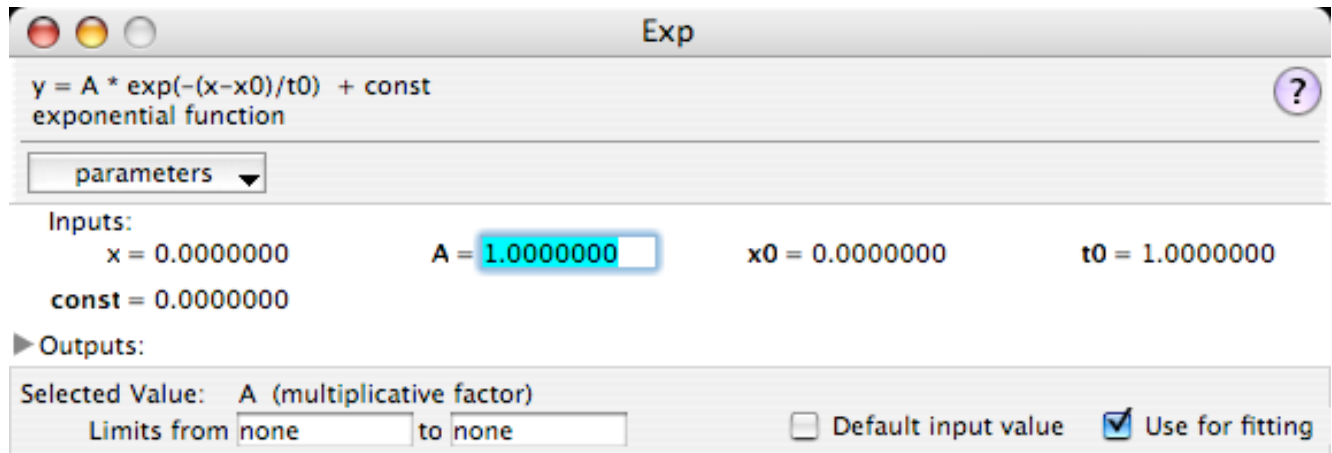 Exp
y = A * exp(-(x-x0)/t0) + const
exponential function
?
parameters
Inputs:
x = 0.0000000 A = 1.0000000 x0 = 0.0000000 t0 = 1.0000000
const = 0.0000000
Outputs:
Selected Value: A (multiplicative factor)
Limits from none to none Default input value Use for fitting